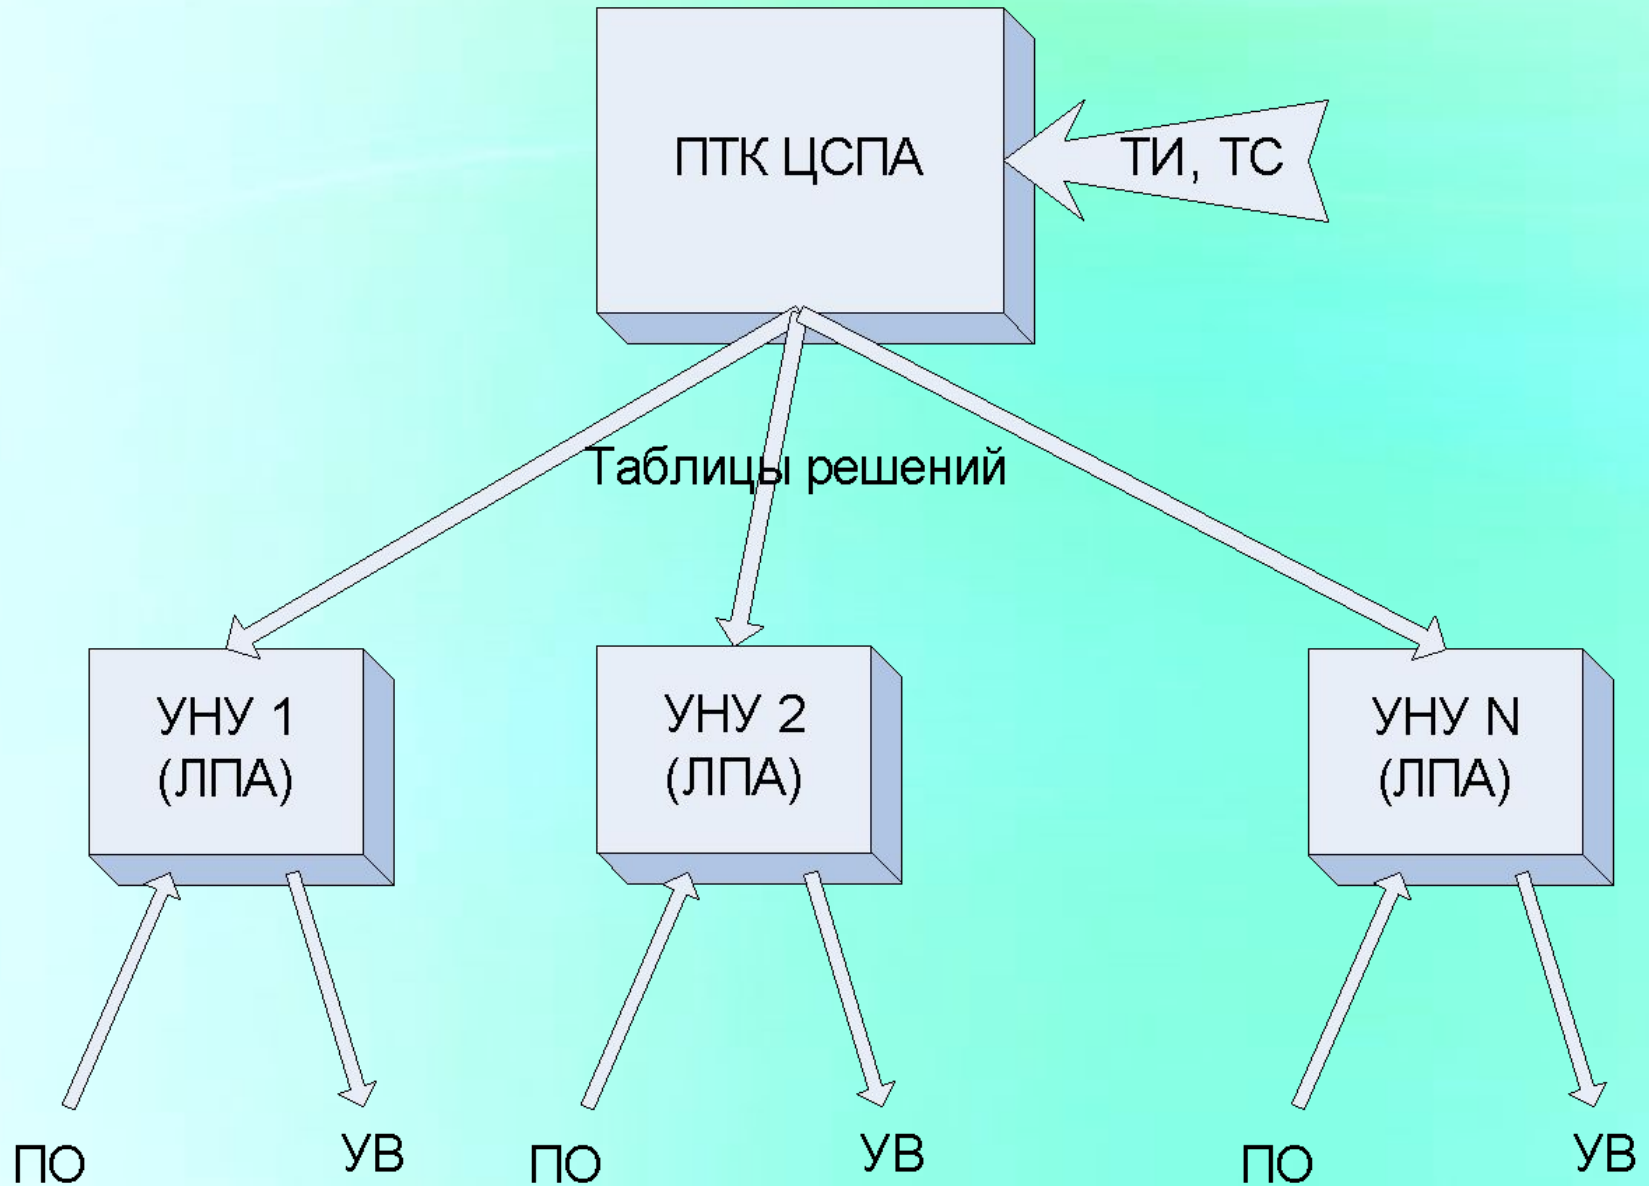 ПТК ЦСПА
ТИ, ТС
Таблицы решений
УНУ 1
(ЛПА)
УНУ 2
(ЛПА)
УНУ N
(ЛПА)
ПО
УВ
ПО
УВ
ПО
УВ